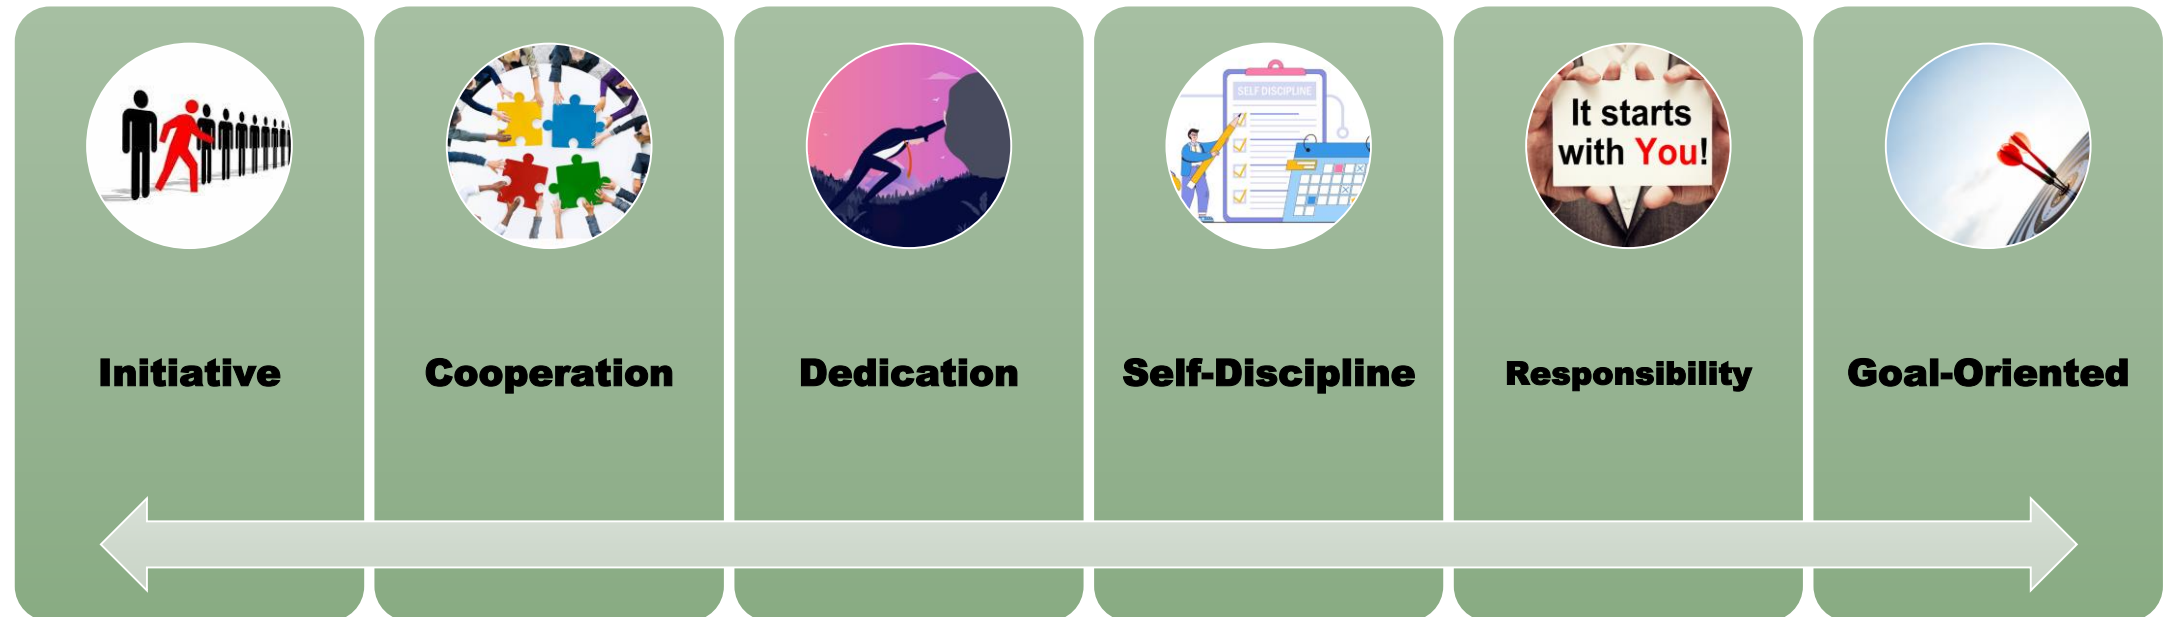 SELF DISCIPLINE
It starts
with You!
Initiative
Cooperation
Dedication
Self-Discipline
Responsibility
Goal-Oriented